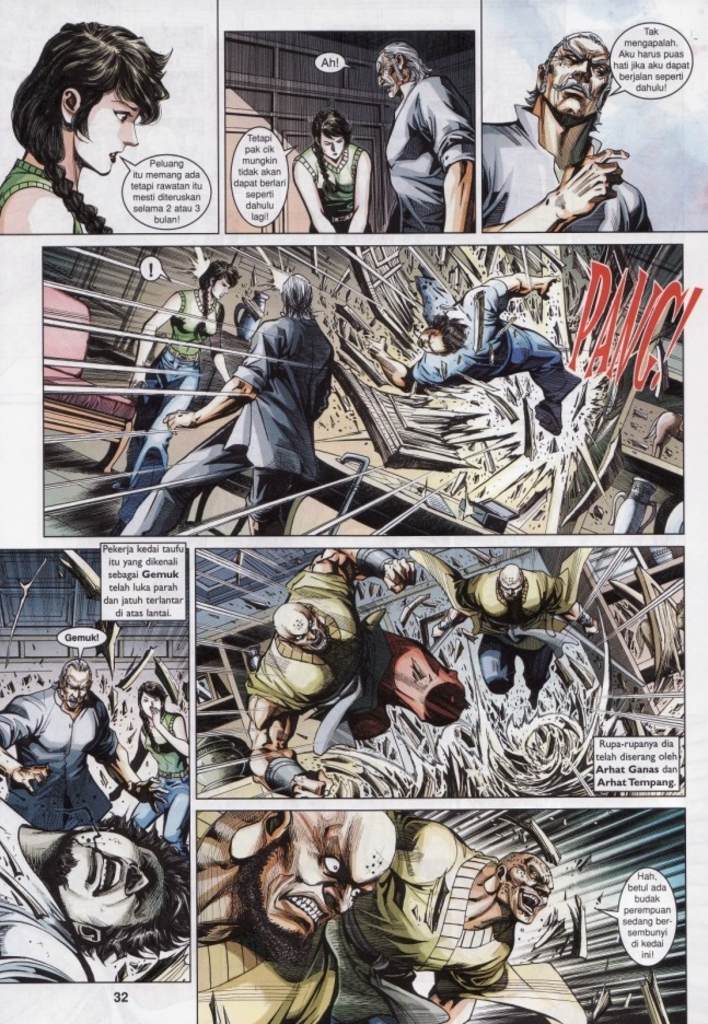 Peluang
itu memang ada
tetapi rawatan itu
mesti diteruskan
selama 2 atau 3
bulan!
Ah!
Tetapi
pak cik
mungkin
tidak akan
dapat berlari
seperti
dahulu
lagi!
Tak
mengapalah.
Aku harus puas
hati jika aku dapat
berjalan seperti
dahulu!
!
PANG!
Pekerja kedai taufu
itu yang dikenali
sebagai Gemuk
telah parah
dan jatuh terlantar
di atas lantai.
Gemuk!
Rupa-rupanya dia
telah diserang oleh
Arhat Ganas dan
Arhat Tempang.
Hah,
betul ada
budak
perempuan
sedang ber-
sembunyi
di kedai
ini!
32